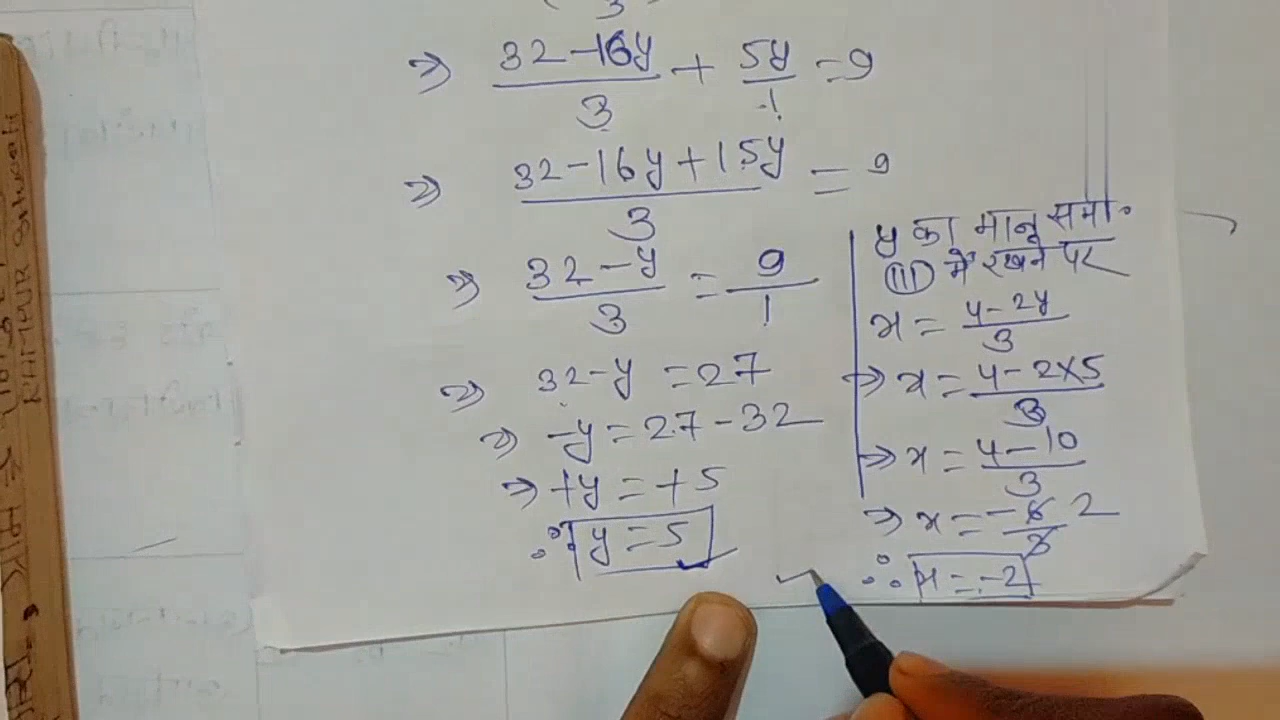 ⇒ 32-16y/3 + 5y/1 = 9
⇒ 32-16y+15y/3 = 9
⇒ 32-y/3 = 9/1
⇒ 32-y = 27
⇒ -y = 27-32
⇒ +y = +5
∴ y = 5
y का मान समी०
(III) में रखने पर
x = 4-2y/3
⇒ x = 4-2×5/3
⇒ x = 4-10/3
⇒ x = -6/3 2
∴ x = -2